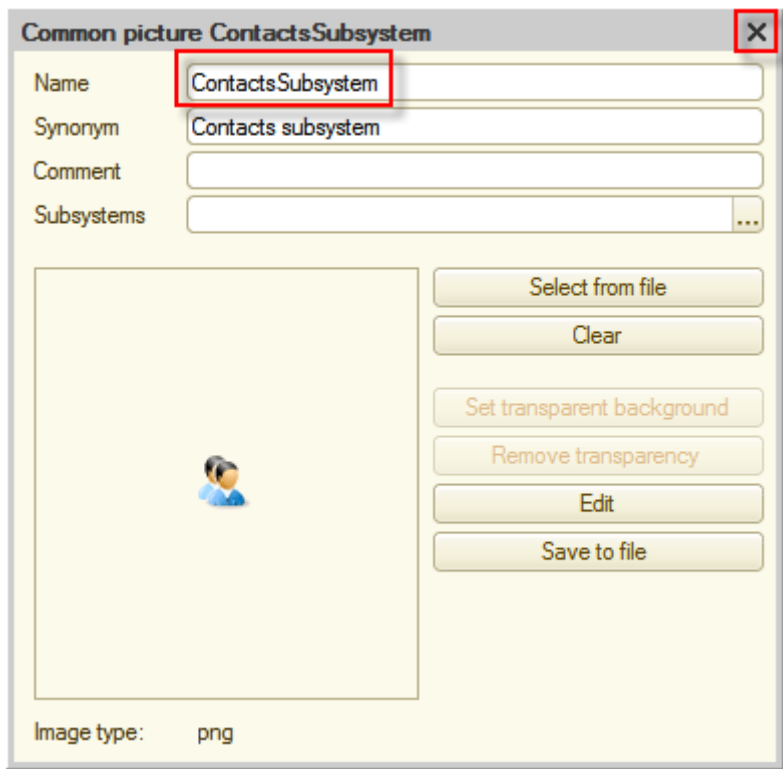 Common picture ContactsSubsystem
Name ContactsSubsystem
Synonym Contacts subsystem
Comment
Subsystems ...
Select from file
Clear
Set transparent background
Remove transparency
Edit
Save to file
Image type: png